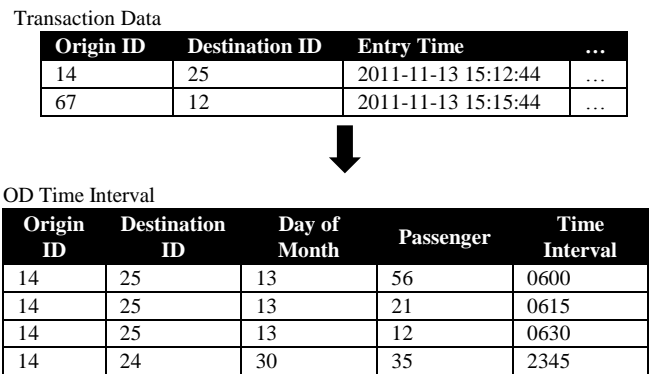 Transaction Data
Origin ID Destination ID Entry Time ...
14 25 2011-11-13 15:12:44 ...
67 12 2011-11-13 15:15:44 ...
OD Time Interval
Origin ID Destination ID Day of Month Passenger Time Interval
14 25 13 56 0600
14 25 13 21 0615
14 25 13 12 0630
14 24 30 35 2345